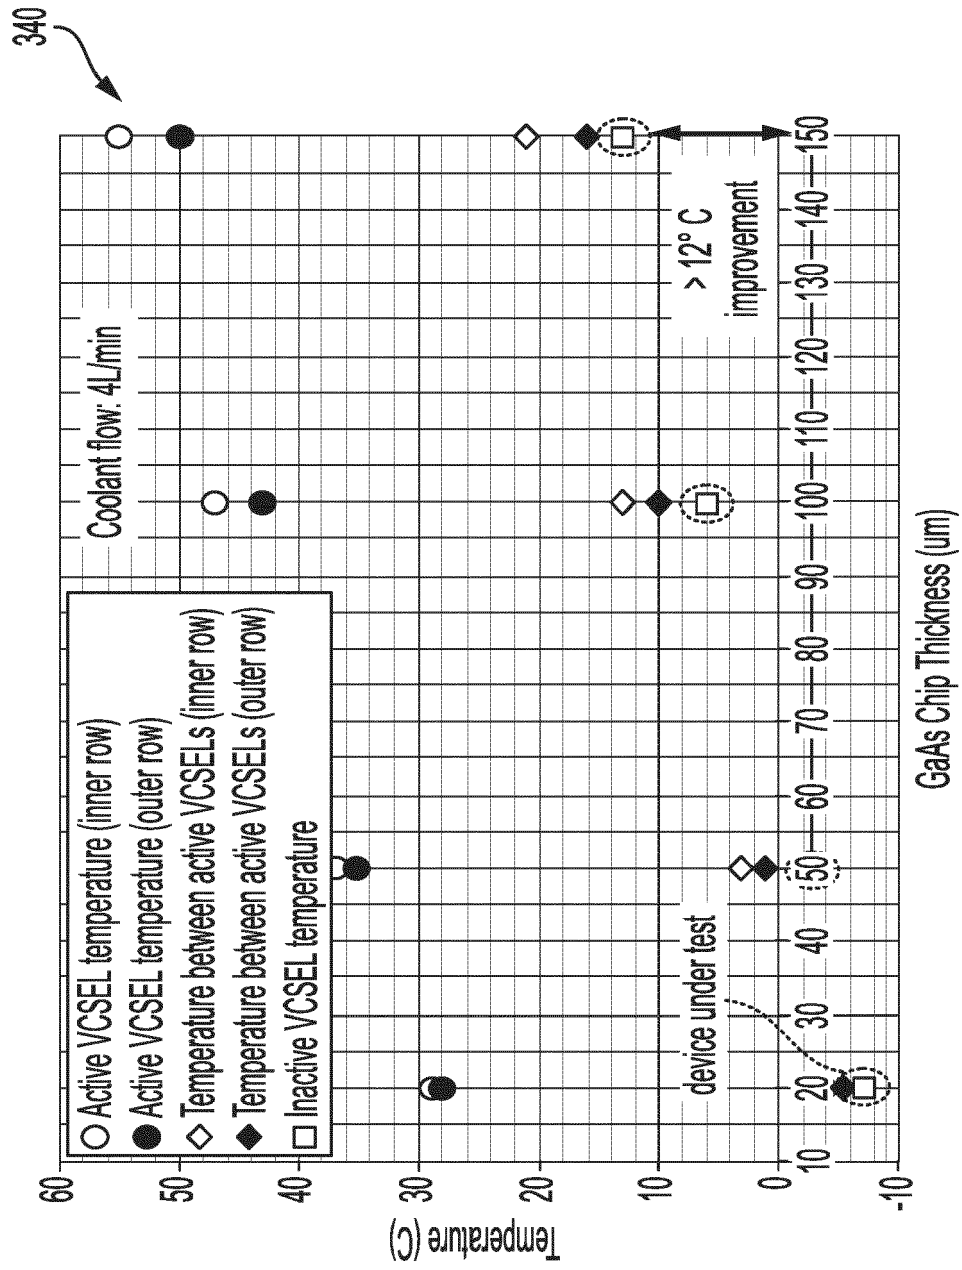 340
Coolant flow: 4L/min
Active VCSEL temperature (inner row)
Active VCSEL temperature (outer row)
Temperature between active VCSELs (inner row)
Temperature between active VCSELs (outer row)
Inactive VCSEL temperature
> 12° C
improvement
device under test
60
50
40
30
20
10
0
-10
Temperature (C)
10 20 30 40 50 60 70 80 90 100 110 120 130 140 150
GaAs Chip Thickness (um)